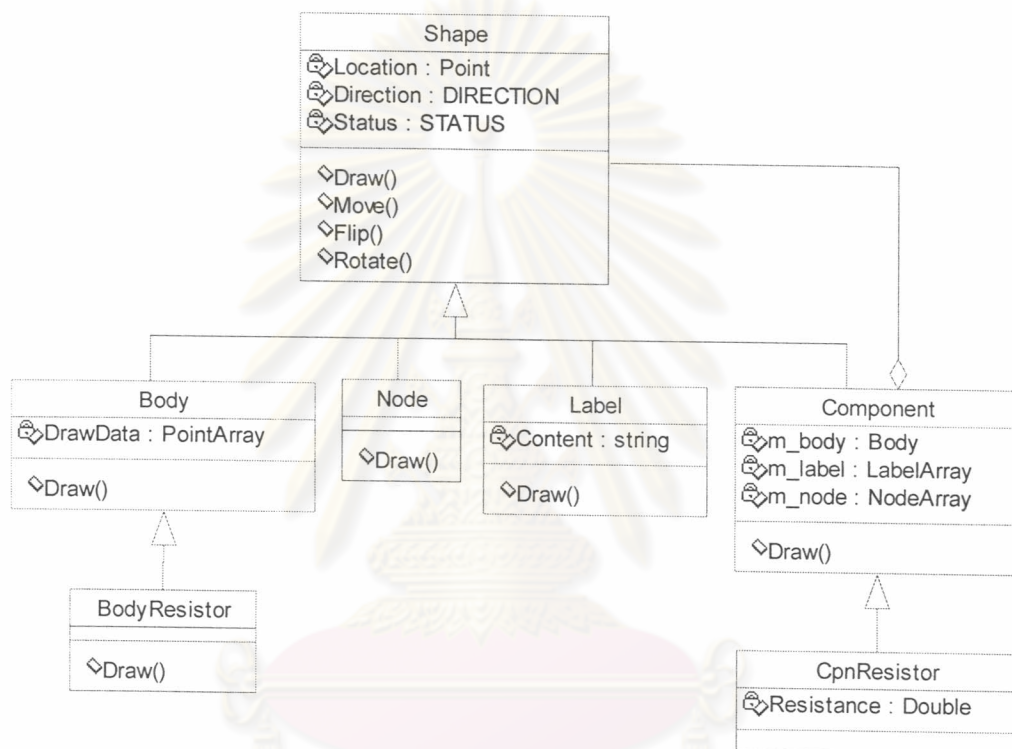 Shape
Location : Point
Direction : DIRECTION
Status : STATUS
Draw()
Move()
Flip()
Rotate()
Body
DrawData : PointArray
Draw()
Node
Draw()
Label
Content : string
Draw()
Component
m_body : Body
m_label : LabelArray
m_node : NodeArray
Draw()
BodyResistor
Draw()
CpnResistor
Resistance : Double